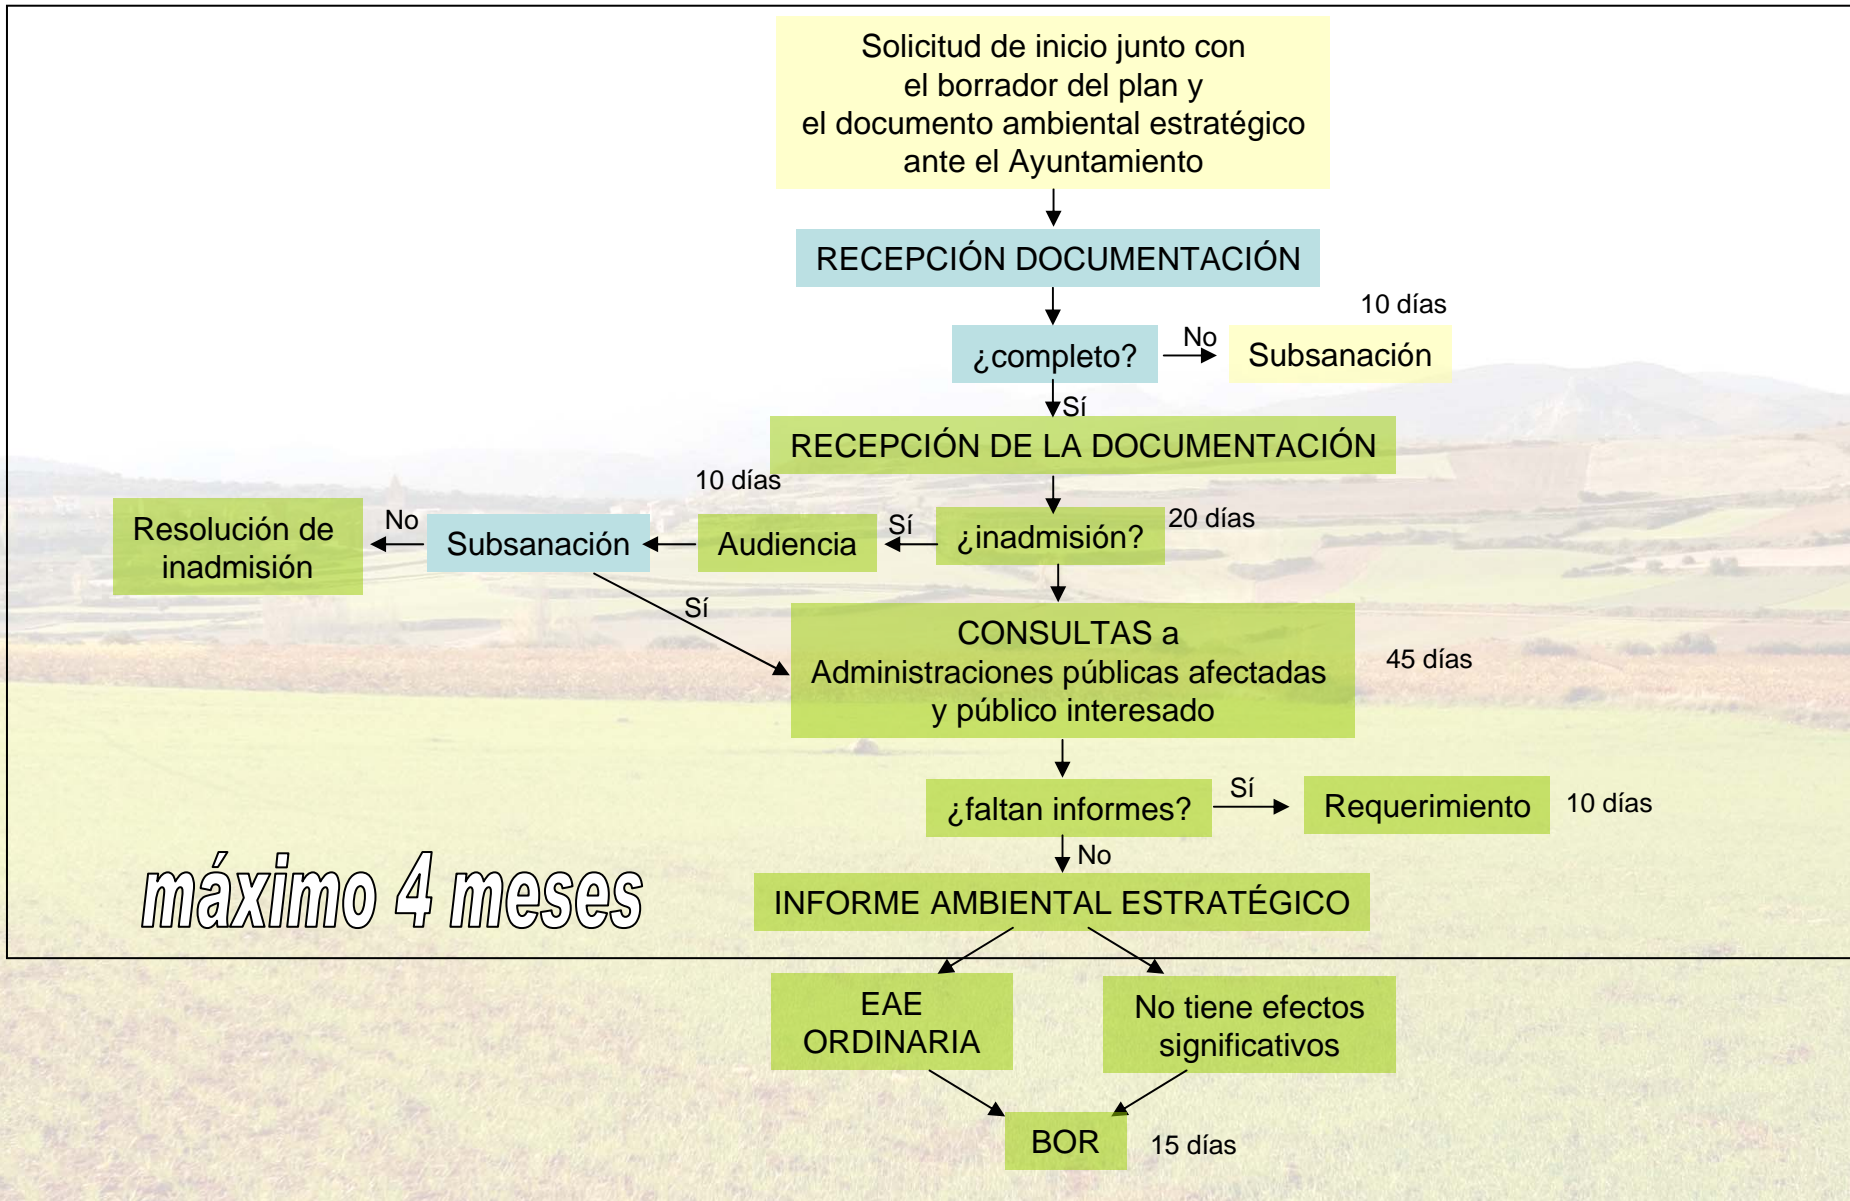 Solicitud de inicio junto con
el borrador del plan y
el documento ambiental estratégico
ante el Ayuntamiento
RECEPCIÓN DOCUMENTACIÓN
10 días
¿completo?
No
Subsanación
Sí
RECEPCIÓN DE LA DOCUMENTACIÓN
10 días
20 días
Resolución de
inadmisión
No
Subsanación
Audiencia
Sí
¿inadmisión?
Sí
CONSULTAS a
Administraciones públicas afectadas
y público interesado
45 días
¿faltan informes?
Sí
Requerimiento
10 días
No
máximo 4 meses
INFORME AMBIENTAL ESTRATÉGICO
EAE
ORDINARIA
No tiene efectos
significativos
BOR
15 días